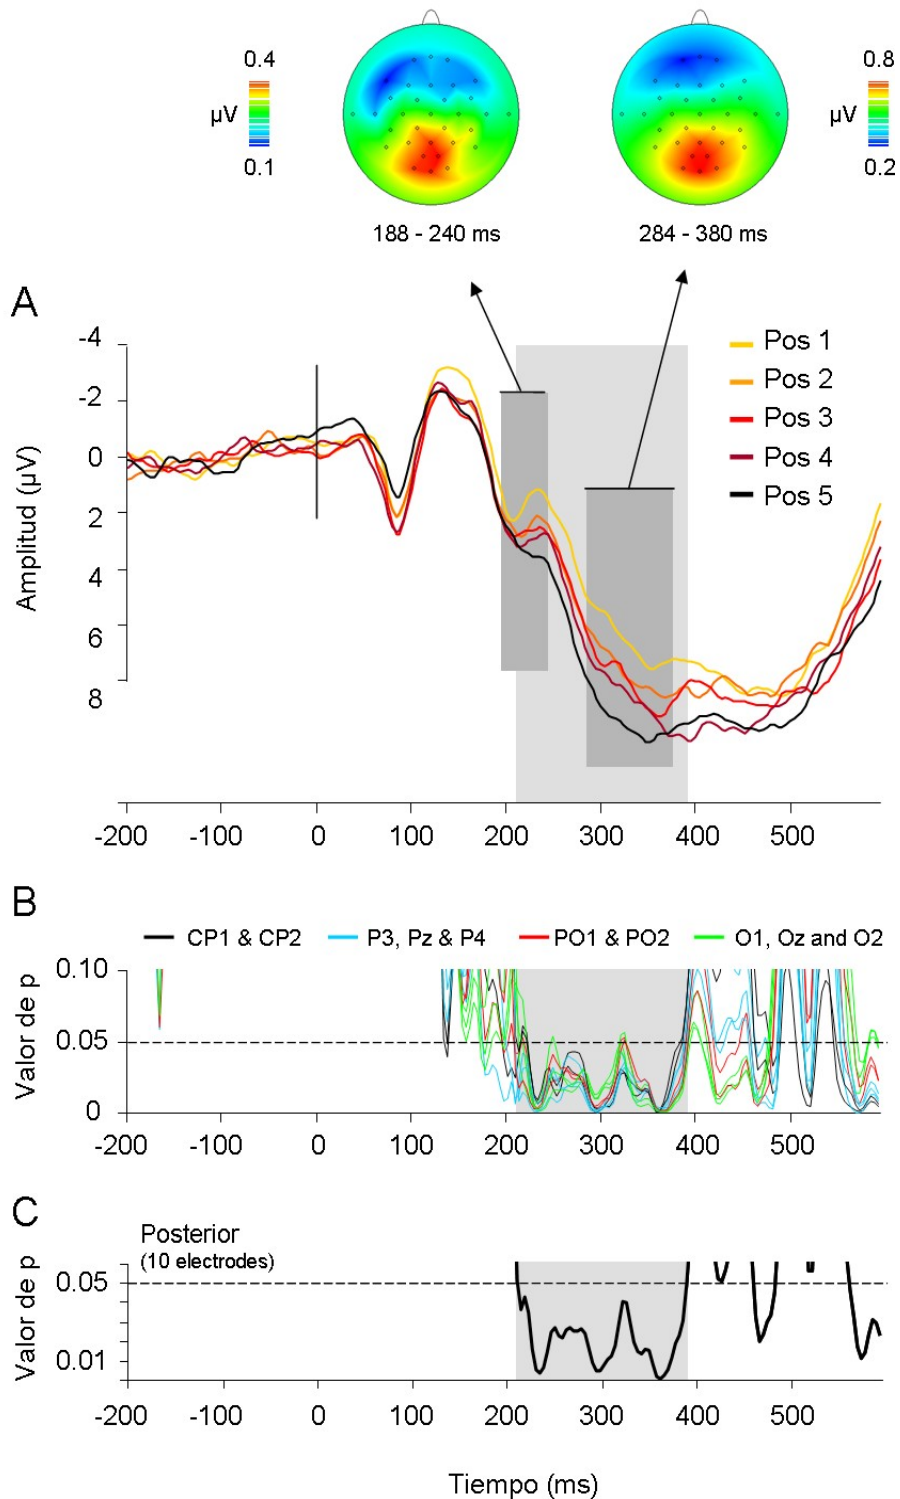 0.4
µV
0.1
0.8
µV
0.2
188 - 240 ms
284 - 380 ms
A
Amplitud (µV)
-4
-2
0
2
4
6
8
Pos 1
Pos 2
Pos 3
Pos 4
Pos 5
-200 -100 0 100 200 300 400 500
B
CP1 & CP2 P3, Pz & P4 PO1 & PO2 O1, Oz and O2
Valor de p
0.10
0.05
0
-200 -100 0 100 200 300 400 500
C
Posterior
(10 electrodes)
Valor de p
0.05
0.01
-200 -100 0 100 200 300 400 500
Tiempo (ms)